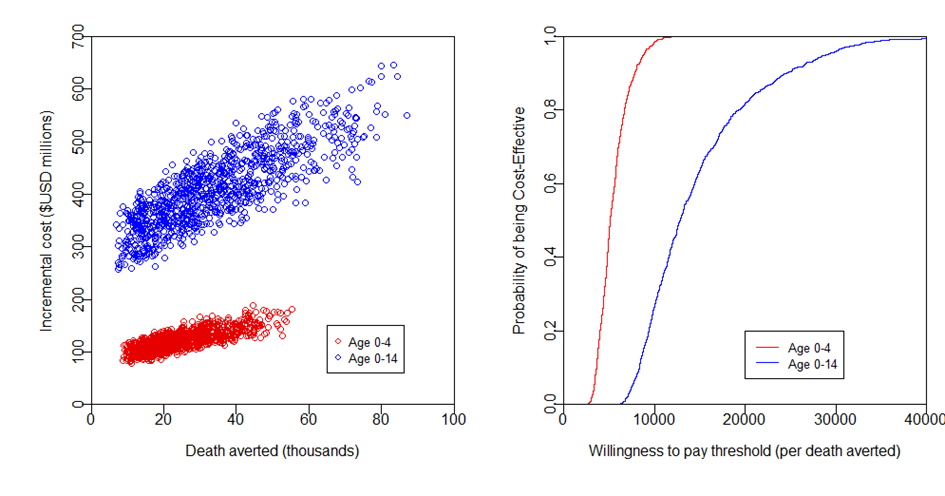 700
600
500
400
300
200
100
0
0 20 40 60 80 100
Incremental cost ($USD millions)
Death averted (thousands)
Age 0-4
Age 0-14
1.0
0.8
0.6
0.4
0.2
0.0
0 10000 20000 30000 40000
Probability of being Cost-Effective
Willingness to pay threshold (per death averted)
Age 0-4
Age 0-14